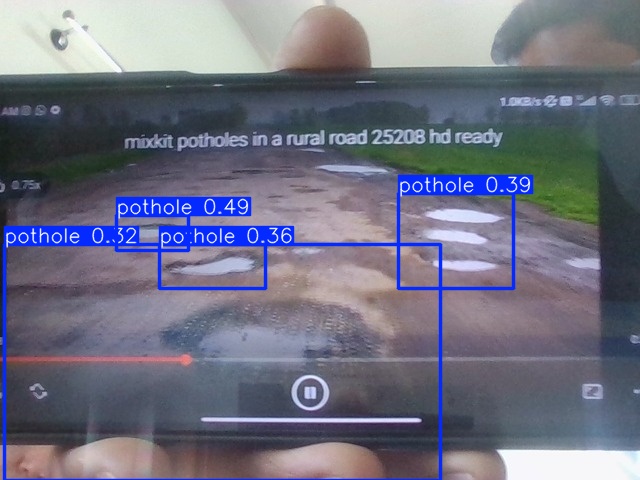 AM
1.0KB/s
mixkit potholes in a rural road 25208 hd ready
0.75x
pothole 0.39
pothole 0.49
pothole 0.32
pothole 0.36